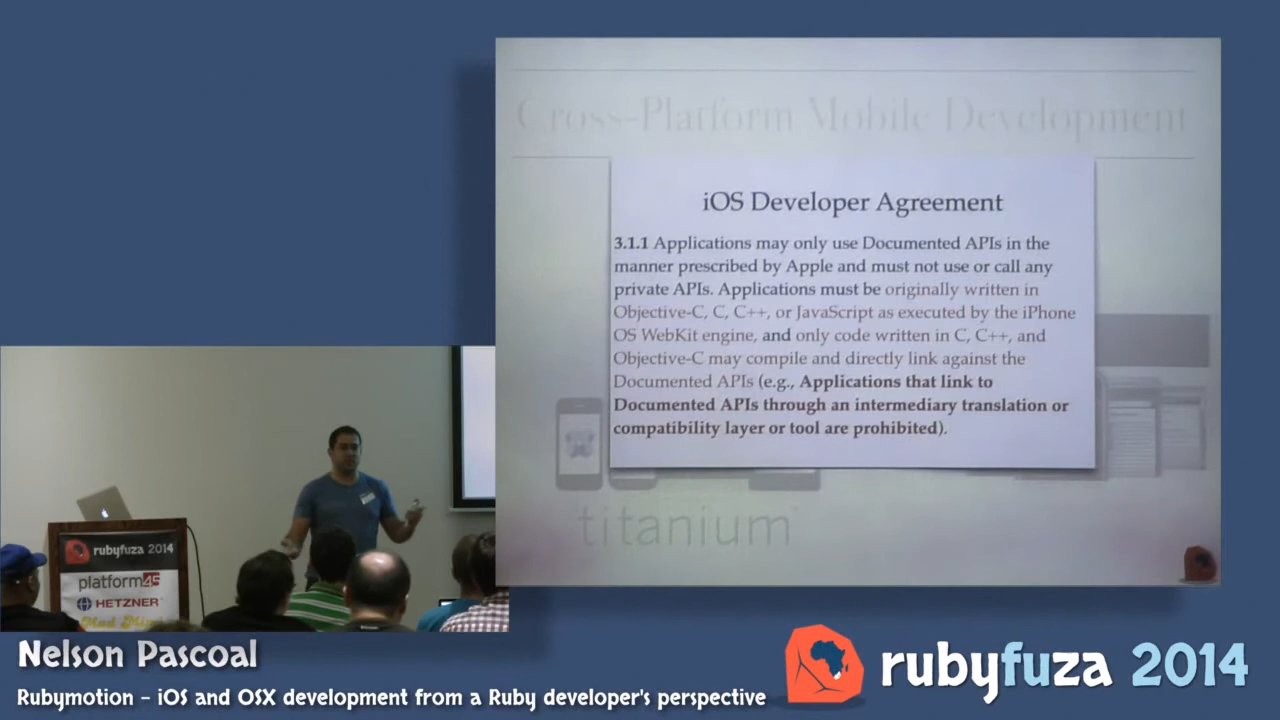 Cross-Platform Mobile Development
iOS Developer Agreement
3.1.1 Applications may only use Documented APIs in the
manner prescribed by Apple and must not use or call any
private APIs. Applications must be originally written in
Objective-C, C, C++, or JavaScript as executed by the iPhone
OS WebKit engine, and only code written in C, C++, and
Objective-C may compile and directly link against the
Documented APIs (e.g., Applications that link to
Documented APIs through an intermediary translation or
compatibility layer or tool are prohibited).
titanium
rubyfuza 2014
platform45
HETZNER
Nelson Pascoal
Rubymotion - iOS and OSX development from a Ruby developer's perspective
rubyfuza 2014